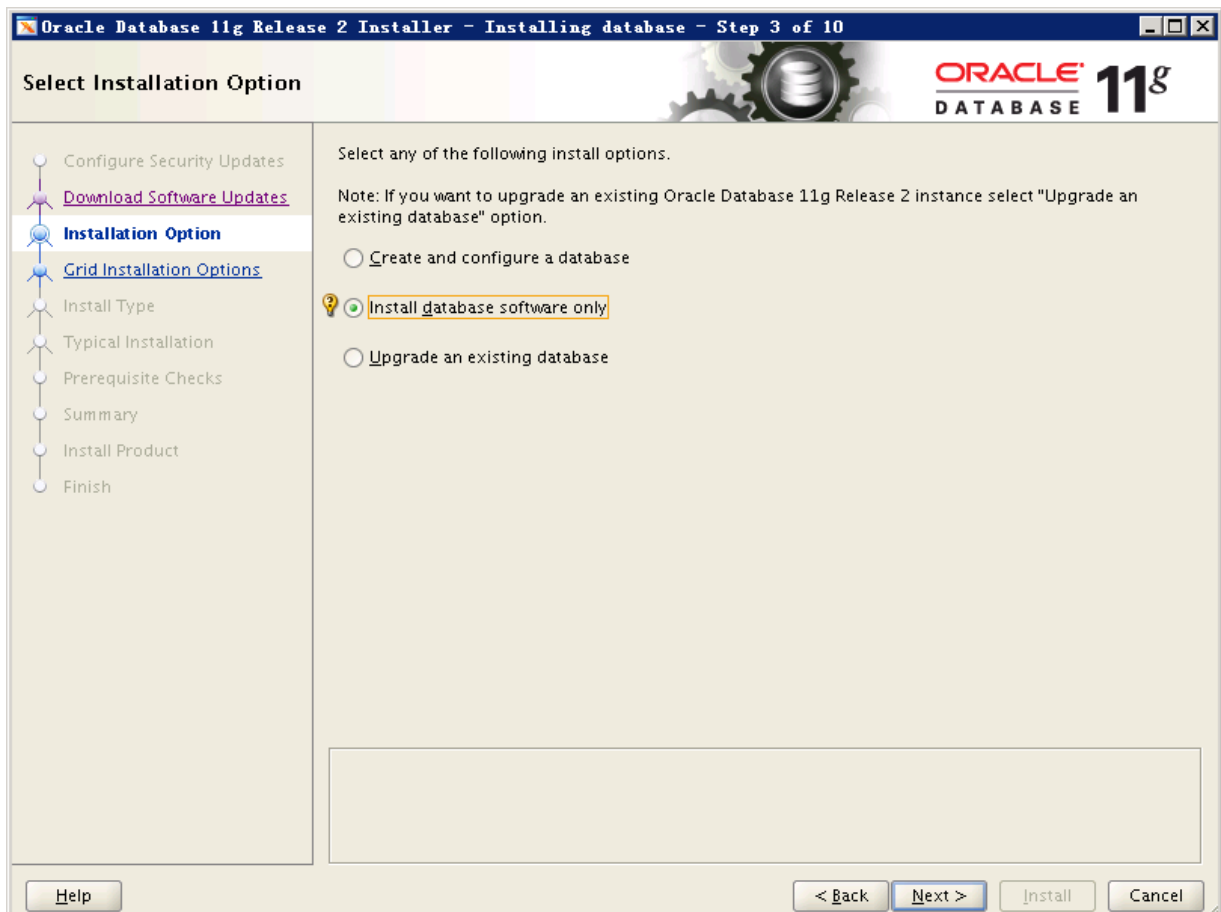 Oracle Database 11g Release 2 Installer - Installing database - Step 3 of 10
Select Installation Option
ORACLE
DATABASE
11g
Configure Security Updates
Download Software Updates
Installation Option
Grid Installation Options
Install Type
Typical Installation
Prerequisite Checks
Summary
Install Product
Finish
Select any of the following install options.
Note: If you want to upgrade an existing Oracle Database 11g Release 2 instance select "Upgrade an
existing database" option.
Create and configure a database
Install database software only
Upgrade an existing database
Help
< Back
Next >
Install
Cancel